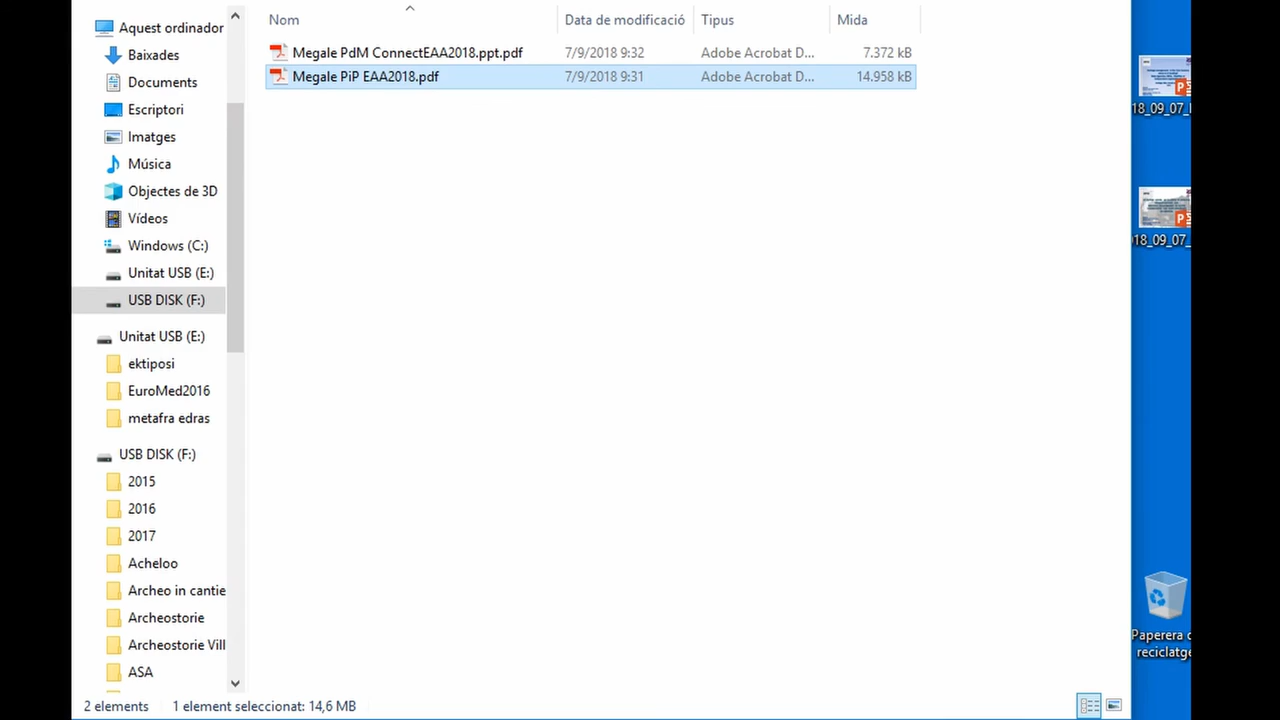 Aquest ordinador
Baixades
Documents
Escriptori
Imatges
Música
Objectes de 3D
Vídeos
Windows (C:)
Unitat USB (E:)
USB DISK (F:)
Unitat USB (E:)
ektiposi
EuroMed2016
metafra edras
USB DISK (F:)
2015
2016
2017
Acheloo
Archeo in cantie
Archeostorie
Archeostorie Vill
ASA
Nom Data de modificació Tipus Mida
Megale PdM ConnectEAA2018.ppt.pdf 7/9/2018 9:32 Adobe Acrobat D... 7.372 kB
Megale PiP EAA2018.pdf 7/9/2018 9:31 Adobe Acrobat D... 14.958 kB
2 elements 1 element seleccionat: 14,6 MB
18_09_07_
18_09_07_
Paperera
reciclatge